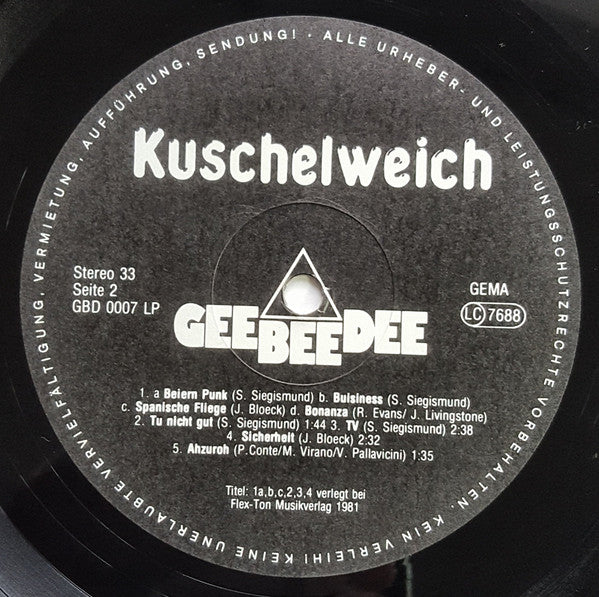 ALLE URHEBER- UND LEISTUNGSSCHUTZRECHTE VORBEHALTEN. KEIN VERLEIH! KEINE UNERLAUBTE VERVIELFÄLTIGUNG, VERMIETUNG, AUFFÜHRUNG, SENDUNG! ·
Kuschelweich
Stereo 33
Seite 2
GBD 0007 LP
GEMA
LC 7688
GEE BEE DEE
1. a Beiern Punk (S. Siegismund) b. Buisiness (S. Siegismund)
c. Spanische Fliege (J. Bloeck) d. Bonanza (R. Evans/ J. Livingstone)
2. Tu nicht gut (S. Siegismund) 1:44 3. TV (S. Siegismund) 2:38
4. Sicherheit (J. Bloeck) 2:32
5. Ahzuroh (P.Conte/M. Virano/V. Pallavicini) 1:35
Titel: 1a,b,c,2,3,4 verlegt bei
Flex-Ton Musikverlag 1981